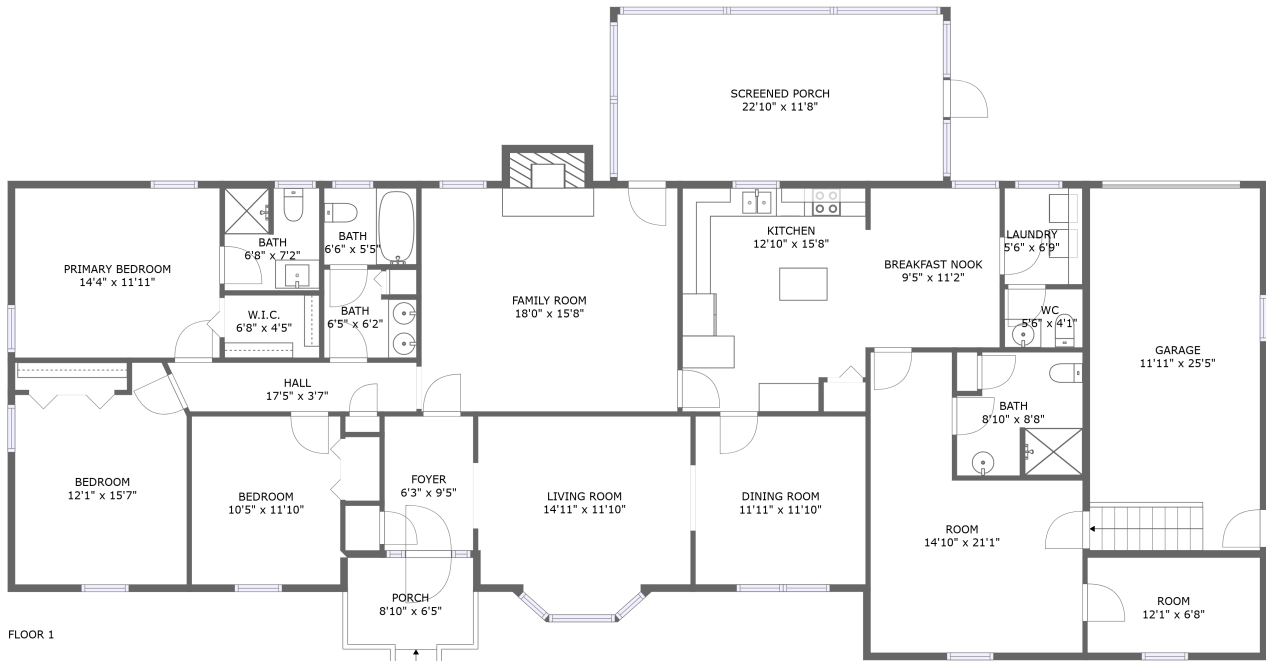 SCREENED PORCH
22'10" x 11'8"
PRIMARY BEDROOM
14'4" x 11'11"
BATH
6'8" x 7'2"
BATH
6'6" x 5'5"
W.I.C.
6'8" x 4'5"
BATH
6'5" x 6'2"
FAMILY ROOM
18'0" x 15'8"
KITCHEN
12'10" x 15'8"
BREAKFAST NOOK
9'5" x 11'2"
LAUNDRY
5'6" x 6'9"
WC
5'6" x 4'1"
GARAGE
11'11" x 25'5"
HALL
17'5" x 3'7"
BATH
8'10" x 8'8"
BEDROOM
12'1" x 15'7"
BEDROOM
10'5" x 11'10"
FOYER
6'3" x 9'5"
LIVING ROOM
14'11" x 11'10"
DINING ROOM
11'11" x 11'10"
ROOM
14'10" x 21'1"
PORCH
8'10" x 6'5"
ROOM
12'1" x 6'8"
FLOOR 1